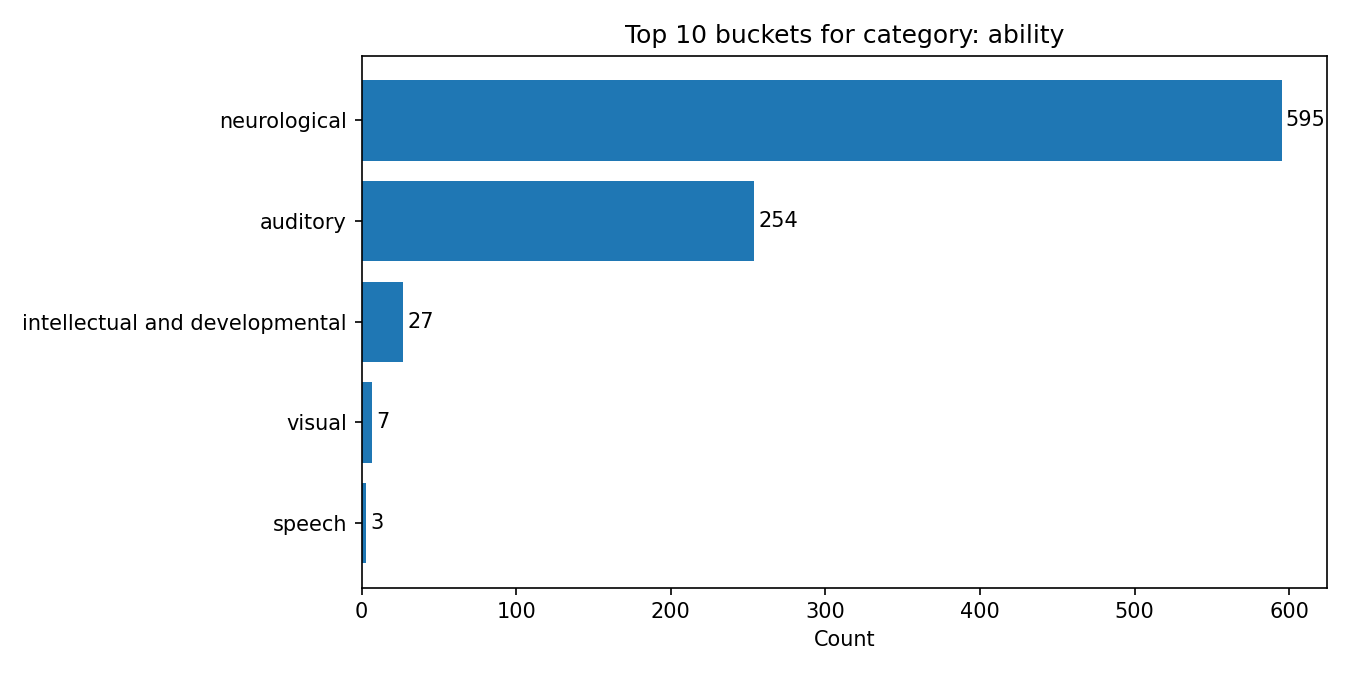 Top 10 buckets for category: ability
neurological 595
auditory 254
intellectual and developmental 27
visual 7
speech 3
0 100 200 300 400 500 600
Count